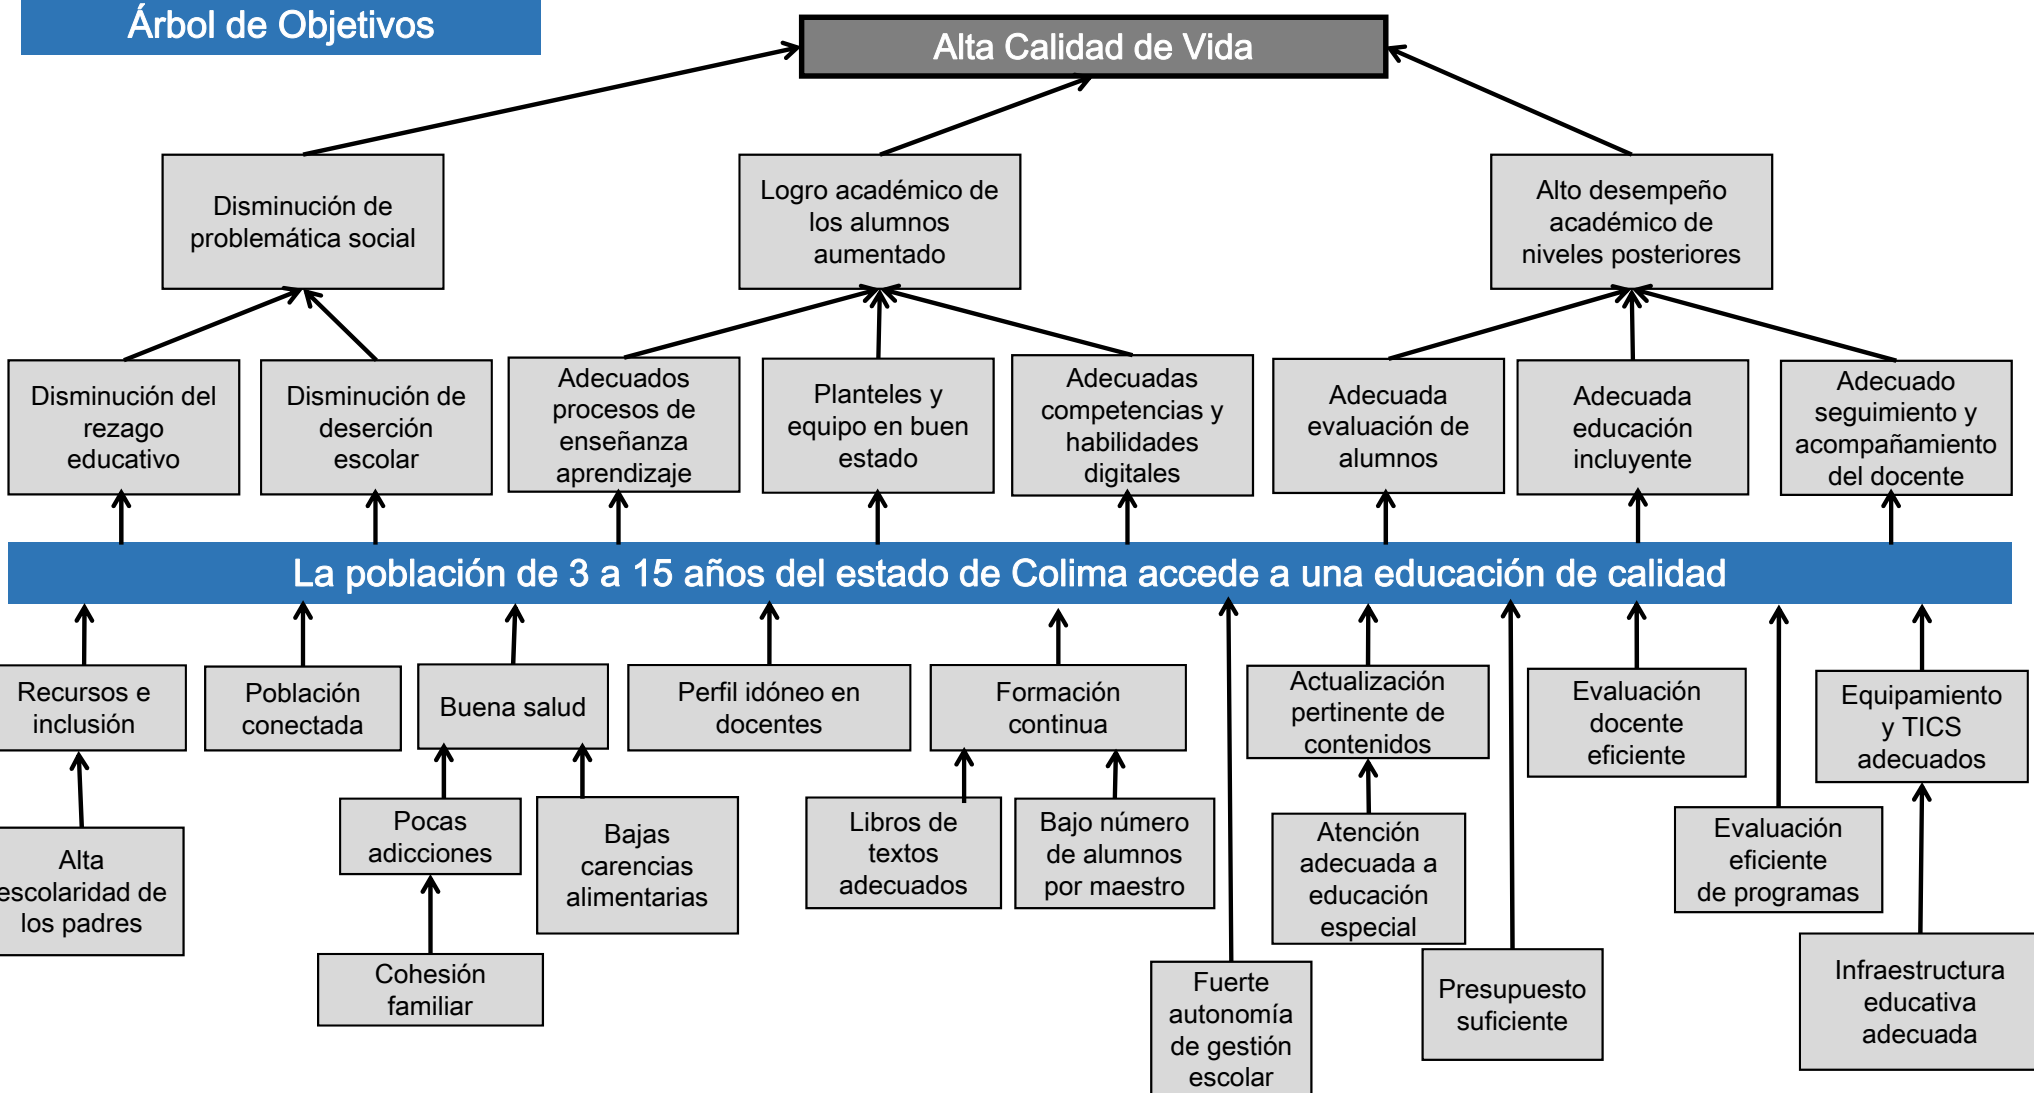 Árbol de Objetivos
Alta Calidad de Vida
Disminución de
problemática social
Logro académico de
los alumnos
aumentado
Alto desempeño
académico de
niveles posteriores
Disminución del
rezago
educativo
Disminución de
deserción
escolar
Adecuados
procesos de
enseñanza
aprendizaje
Planteles y
equipo en buen
estado
Adecuadas
competencias y
habilidades
digitales
Adecuada
evaluación de
alumnos
Adecuada
educación
incluyente
Adecuado
seguimiento y
acompañamiento
del docente
La población de 3 a 15 años del estado de Colima accede a una educación de calidad
Recursos e
inclusión
Población
conectada
Buena salud
Perfil idóneo en
docentes
Formación
continua
Actualización
pertinente de
contenidos
Evaluación
docente
eficiente
Equipamiento
y TICS
adecuados
Alta
escolaridad de
los padres
Pocas
adicciones
Bajas
carencias
alimentarias
Libros de
textos
adecuados
Bajo número
de alumnos
por maestro
Atención
adecuada a
educación
especial
Evaluación
eficiente
de programas
Cohesión
familiar
Fuerte
autonomía
de gestión
escolar
Presupuesto
suficiente
Infraestructura
educativa
adecuada